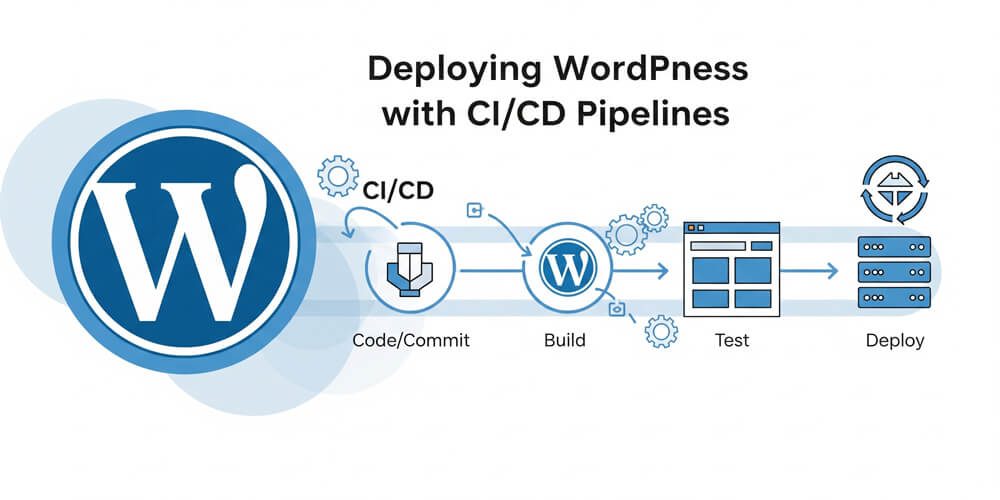 Deploying WordPness
with CI/CD Pipelines
CI/CD
Code/Commit
Build
Test
Deploy
W
W